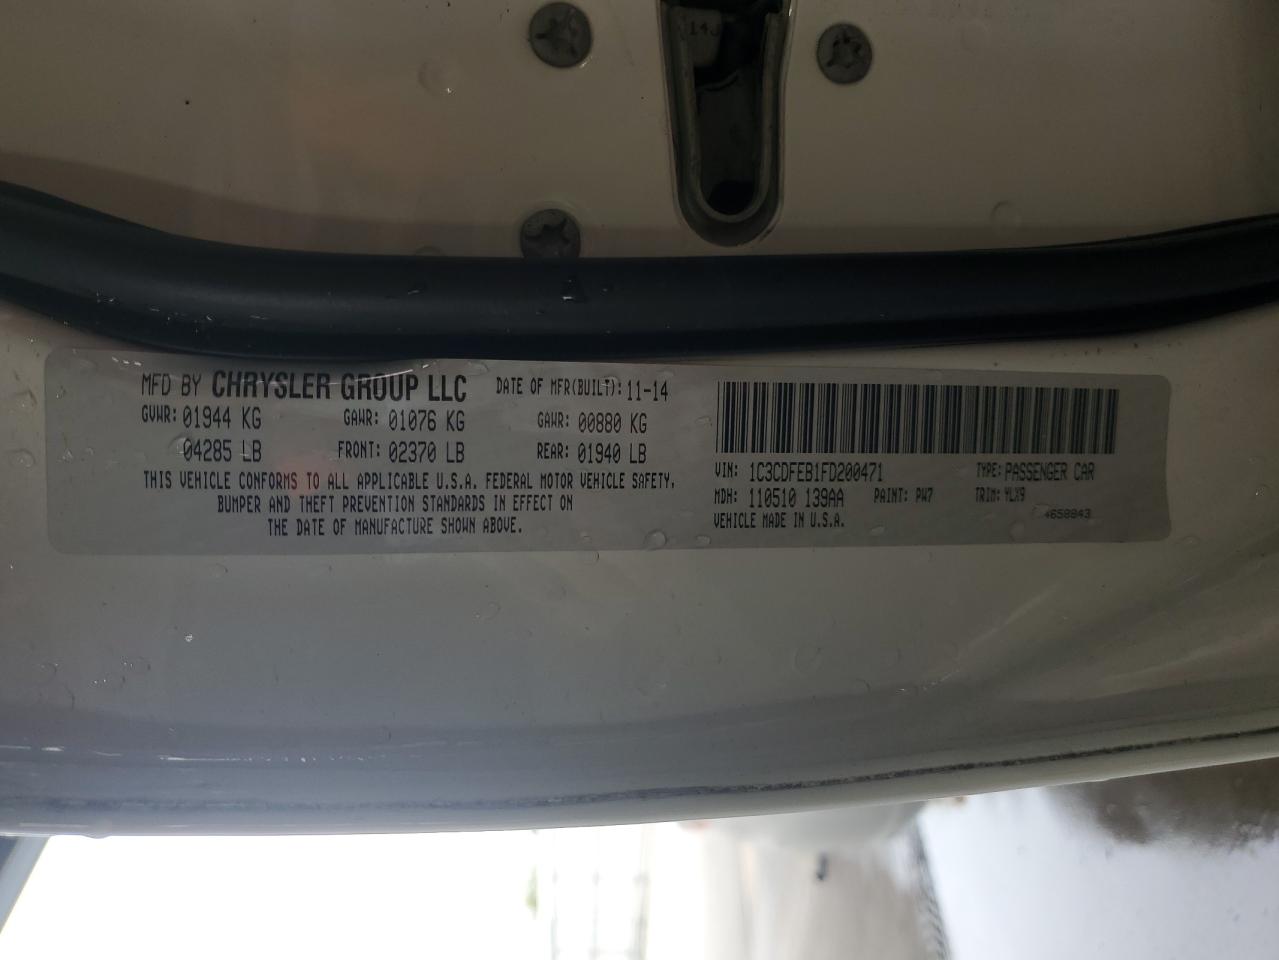 MFD BY CHRYSLER GROUP LLC DATE OF MFR(BUILT): 11-14
GVWR: 01944 KG GAWR: 01076 KG GAWR: 00880 KG
04285 LB FRONT: 02370 LB REAR: 01940 LB
THIS VEHICLE CONFORMS TO ALL APPLICABLE U.S.A. FEDERAL MOTOR VEHICLE SAFETY,
BUMPER AND THEFT PREVENTION STANDARDS IN EFFECT ON
THE DATE OF MANUFACTURE SHOWN ABOVE.
VIN: 1C3CDFEB1FD200471 TYPE: PASSENGER CAR
MDH: 110510 139AA PAINT: PW7 TRIM: YLX9
VEHICLE MADE IN U.S.A. 4658843